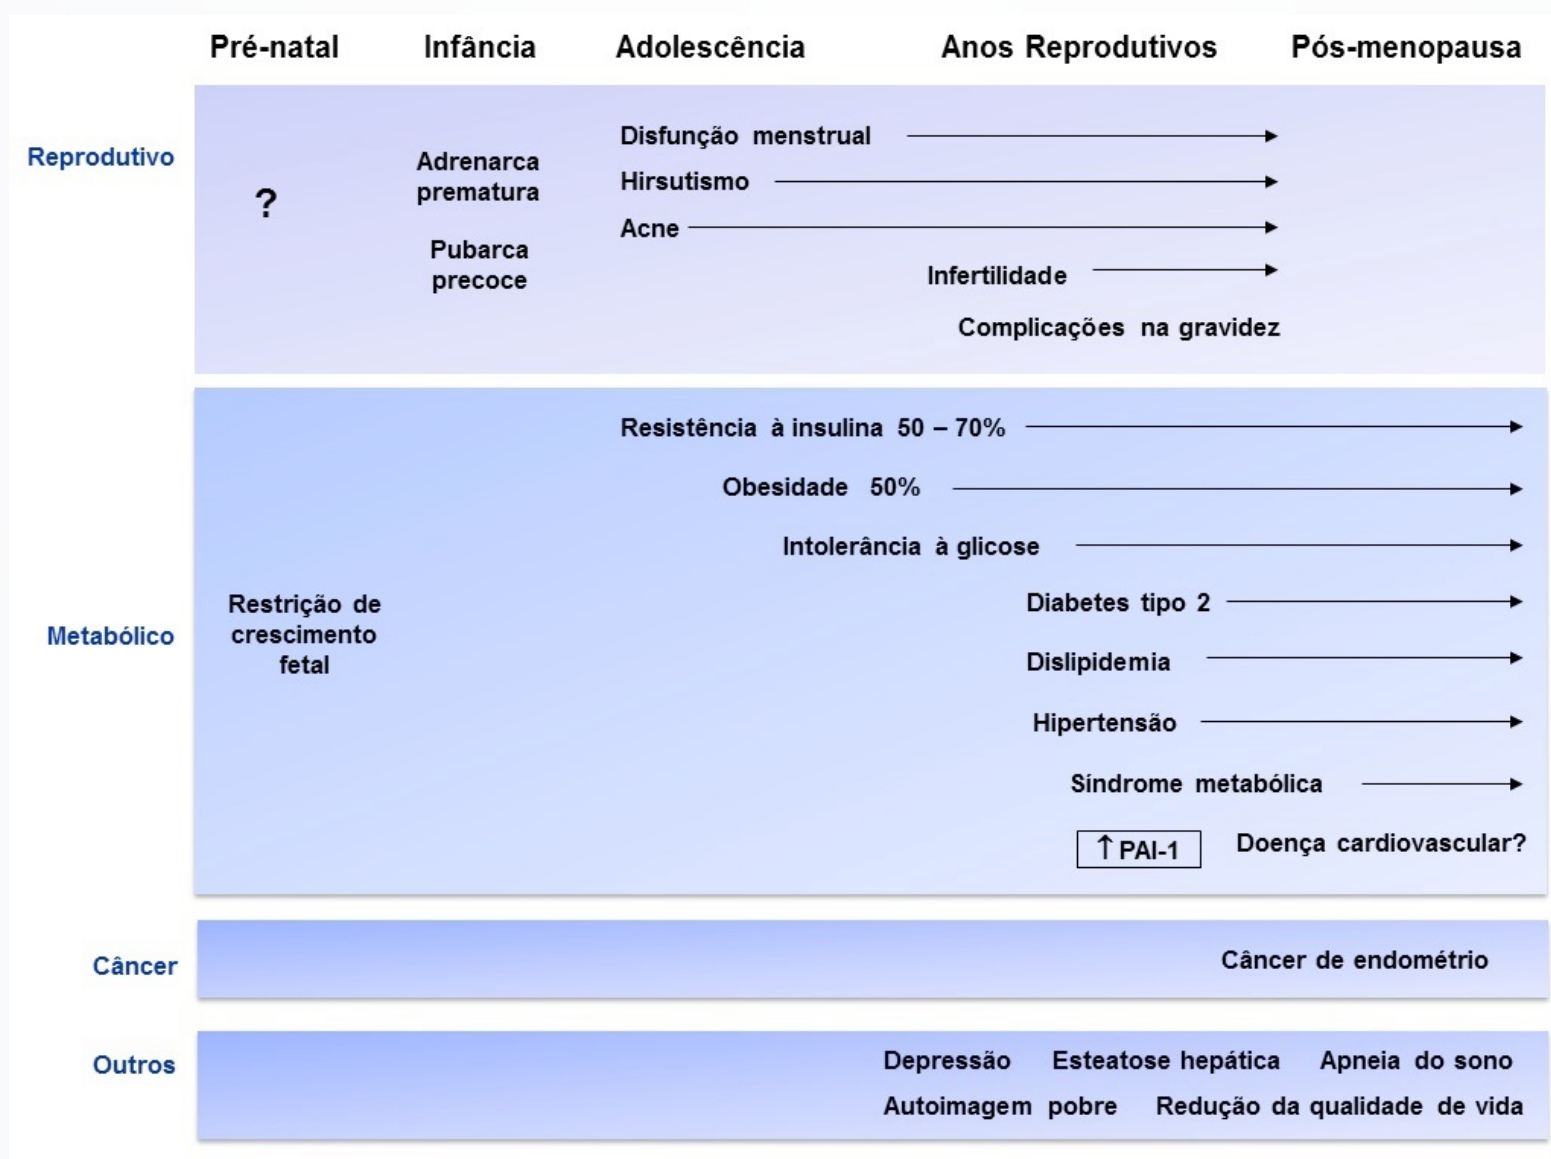 Pré-natal Infância Adolescência Anos Reprodutivos Pós-menopausa
Reprodutivo
?
Adrenarca
prematura
Pubarca
precoce
Disfunção menstrual
Hirsutismo
Acne
Infertilidade
Complicações na gravidez
Metabólico
Restrição de
crescimento
fetal
Resistência à insulina 50 – 70%
Obesidade 50%
Intolerância à glicose
Diabetes tipo 2
Dislipidemia
Hipertensão
Síndrome metabólica
↑ PAI-1 Doença cardiovascular?
Câncer
Câncer de endométrio
Outros
Depressão Esteatose hepática Apneia do sono
Autoimagem pobre Redução da qualidade de vida